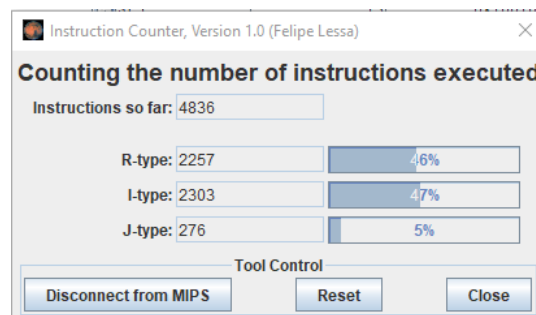 Instruction Counter, Version 1.0 (Felipe Lessa)
Counting the number of instructions executed
Instructions so far: 4836
R-type: 2257 46%
I-type: 2303 47%
J-type: 276 5%
Tool Control
Disconnect from MIPS Reset Close